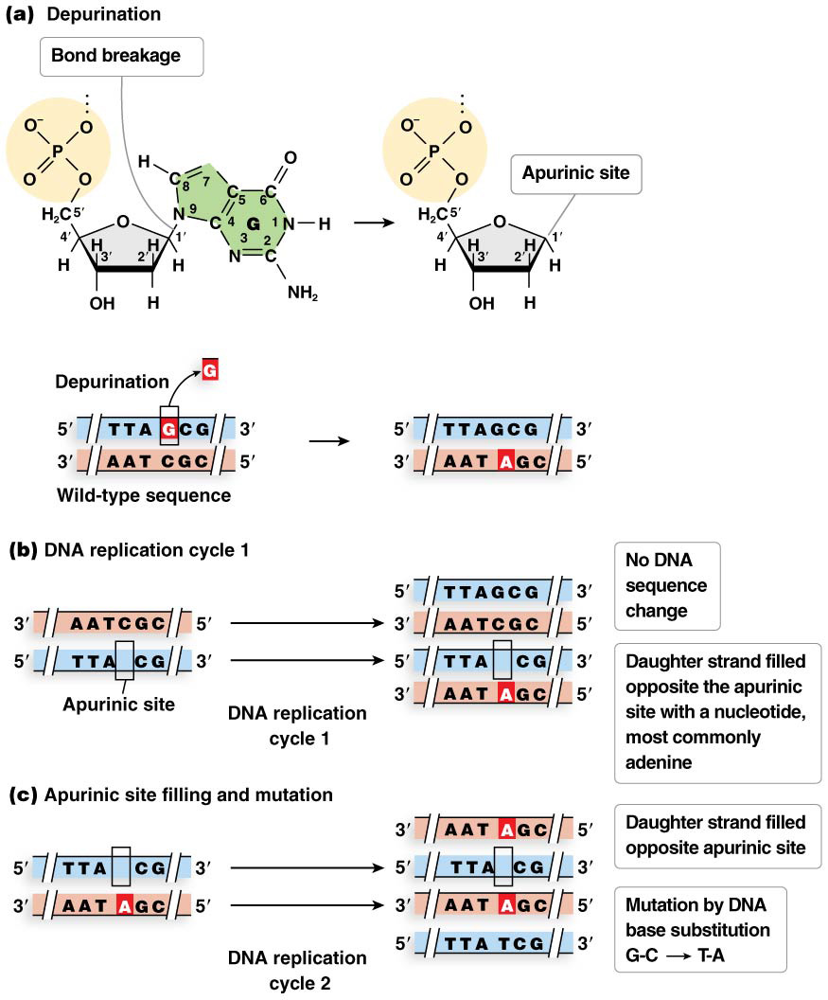 (a) Depurination
Bond breakage
O⁻ O
P
O O
H₂C 5′
4′ O 1′
H H 3′ 2′ H H
OH H
H C 8 7 N 9 C 4 C 5 C 6 O
G 1 N H
3 N 2 C
NH₂
Apurinic site
O⁻ O
P
O O
H₂C 5′
4′ O 1′
H H 3′ 2′ H H
OH H
Depurination G
5′ TTA G CG 3′
3′ AAT CGC 5′
Wild-type sequence
5′ TTAGCG 3′
3′ AAT A GC 5′
(b) DNA replication cycle 1
3′ AATCGC 5′
5′ TTA CG 3′
Apurinic site
DNA replication
cycle 1
5′ TTAGCG 3′
3′ AATCGC 5′
5′ TTA CG 3′
3′ AAT A GC 5′
No DNA
sequence
change
Daughter strand filled
opposite the apurinic
site with a nucleotide,
most commonly
adenine
(c) Apurinic site filling and mutation
5′ TTA CG 3′
3′ AAT A GC 5′
DNA replication
cycle 2
3′ AAT A GC 5′
5′ TTA CG 3′
3′ AAT A GC 5′
5′ TTA TCG 3′
Daughter strand filled
opposite apurinic site
Mutation by DNA
base substitution
G-C → T-A